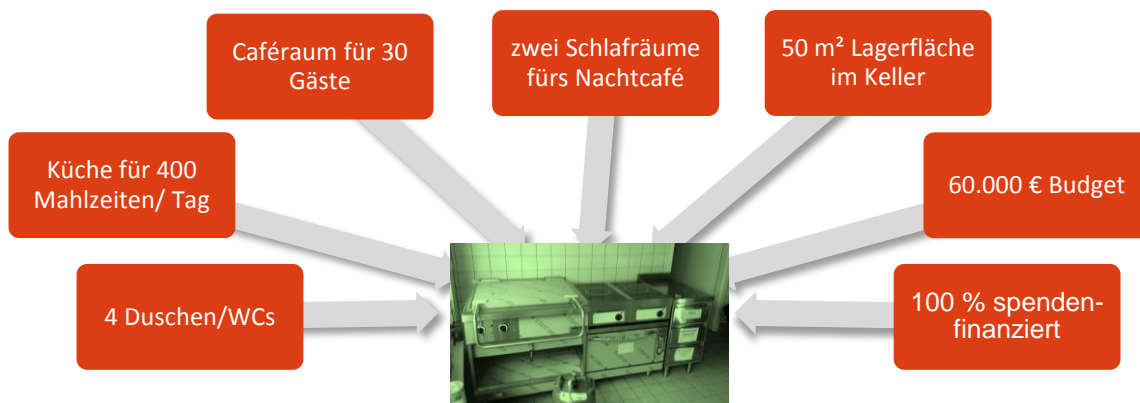 Caféraum für 30
Gäste
zwei Schlafräume
fürs Nachtcafé
50 m² Lagerfläche
im Keller
Küche für 400
Mahlzeiten/ Tag
60.000 € Budget
4 Duschen/WCs
100 % spenden-
finanziert